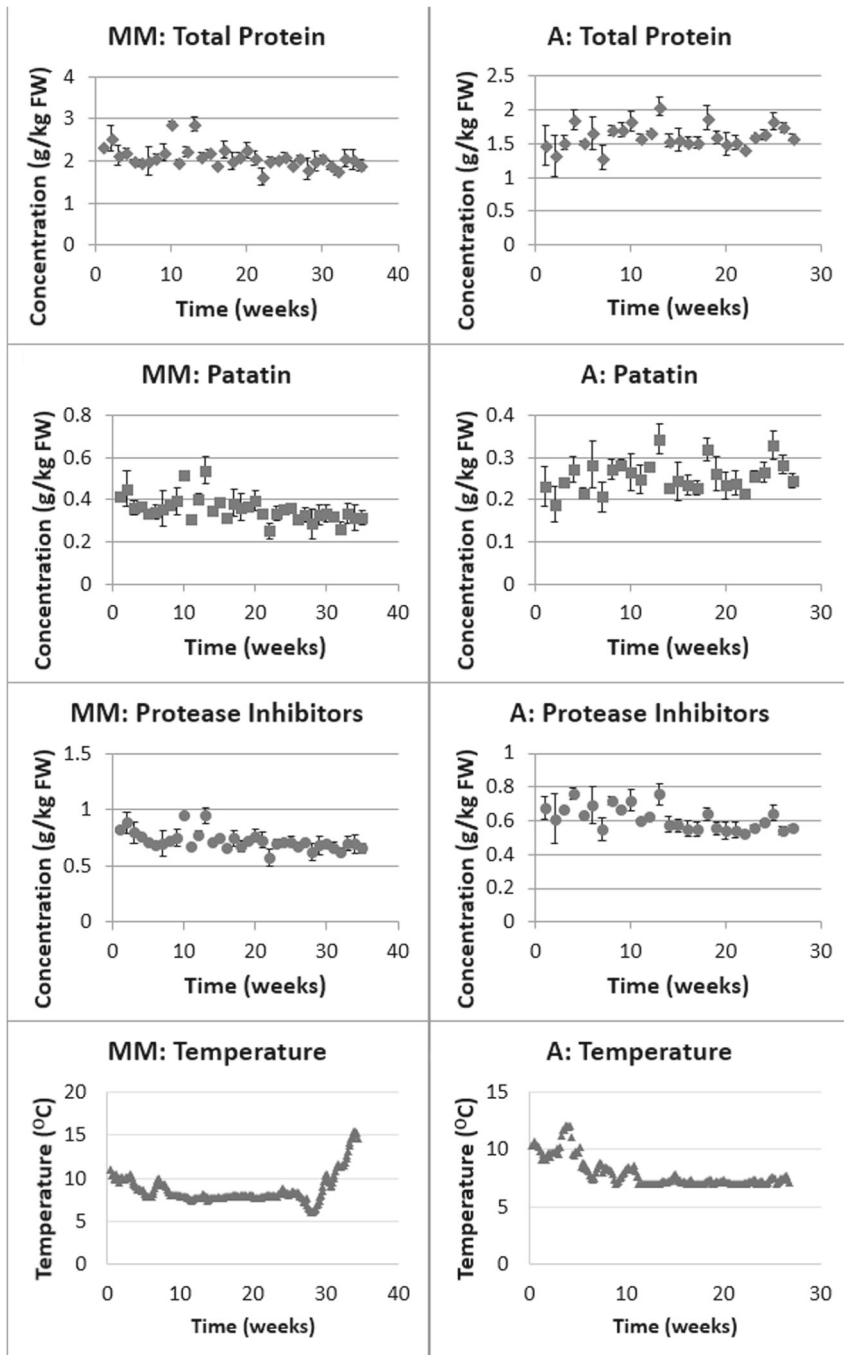 MM: Total Protein
Concentration (g/kg FW)
4
3
2
1
0
0 10 20 30 40
Time (weeks)
A: Total Protein
Concentration (g/kg FW)
2.5
2
1.5
1
0.5
0
0 10 20 30
Time (weeks)
MM: Patatin
Concentration (g/kg FW)
0.8
0.6
0.4
0.2
0
0 10 20 30 40
Time (weeks)
A: Patatin
Concentration (g/kg FW)
0.4
0.3
0.2
0.1
0
0 10 20 30
Time (weeks)
MM: Protease Inhibitors
Concentration (g/kg FW)
1.5
1
0.5
0
0 10 20 30 40
Time (weeks)
A: Protease Inhibitors
Concentration (g/kg FW)
1
0.8
0.6
0.4
0.2
0
0 10 20 30
Time (weeks)
MM: Temperature
Temperature (⁰C)
20
15
10
5
0
0 10 20 30 40
Time (weeks)
A: Temperature
Temperature (⁰C)
15
10
5
0
0 10 20 30
Time (weeks)